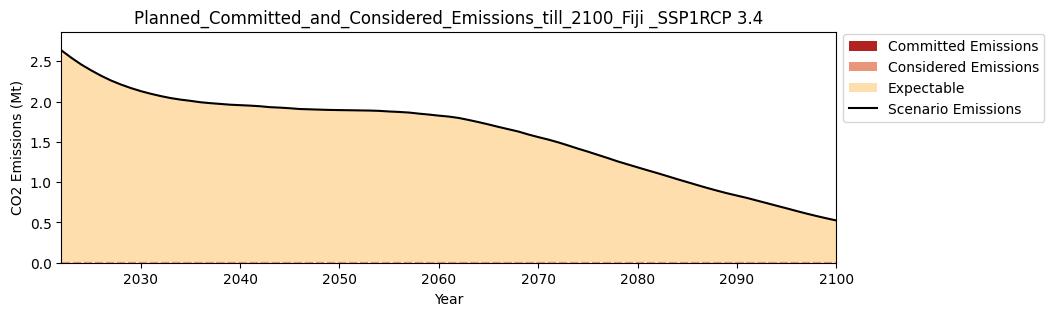 Planned_Committed_and_Considered_Emissions_till_2100_Fiji _SSP1RCP 3.4
CO2 Emissions (Mt)
2.5
2.0
1.5
1.0
0.5
0.0
2030 2040 2050 2060 2070 2080 2090 2100
Year
Committed Emissions
Considered Emissions
Expectable
Scenario Emissions